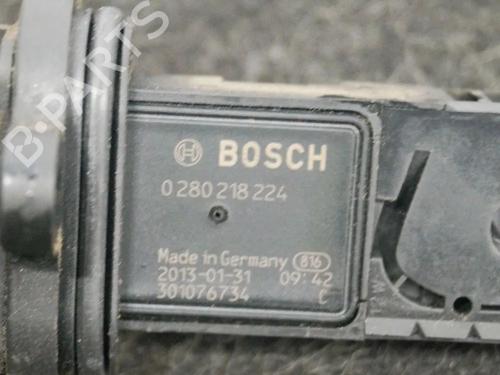 B-PARTS
BOSCH
0 280 218 224
Made in Germany 816
2013-01-31 09:42
301076734 C